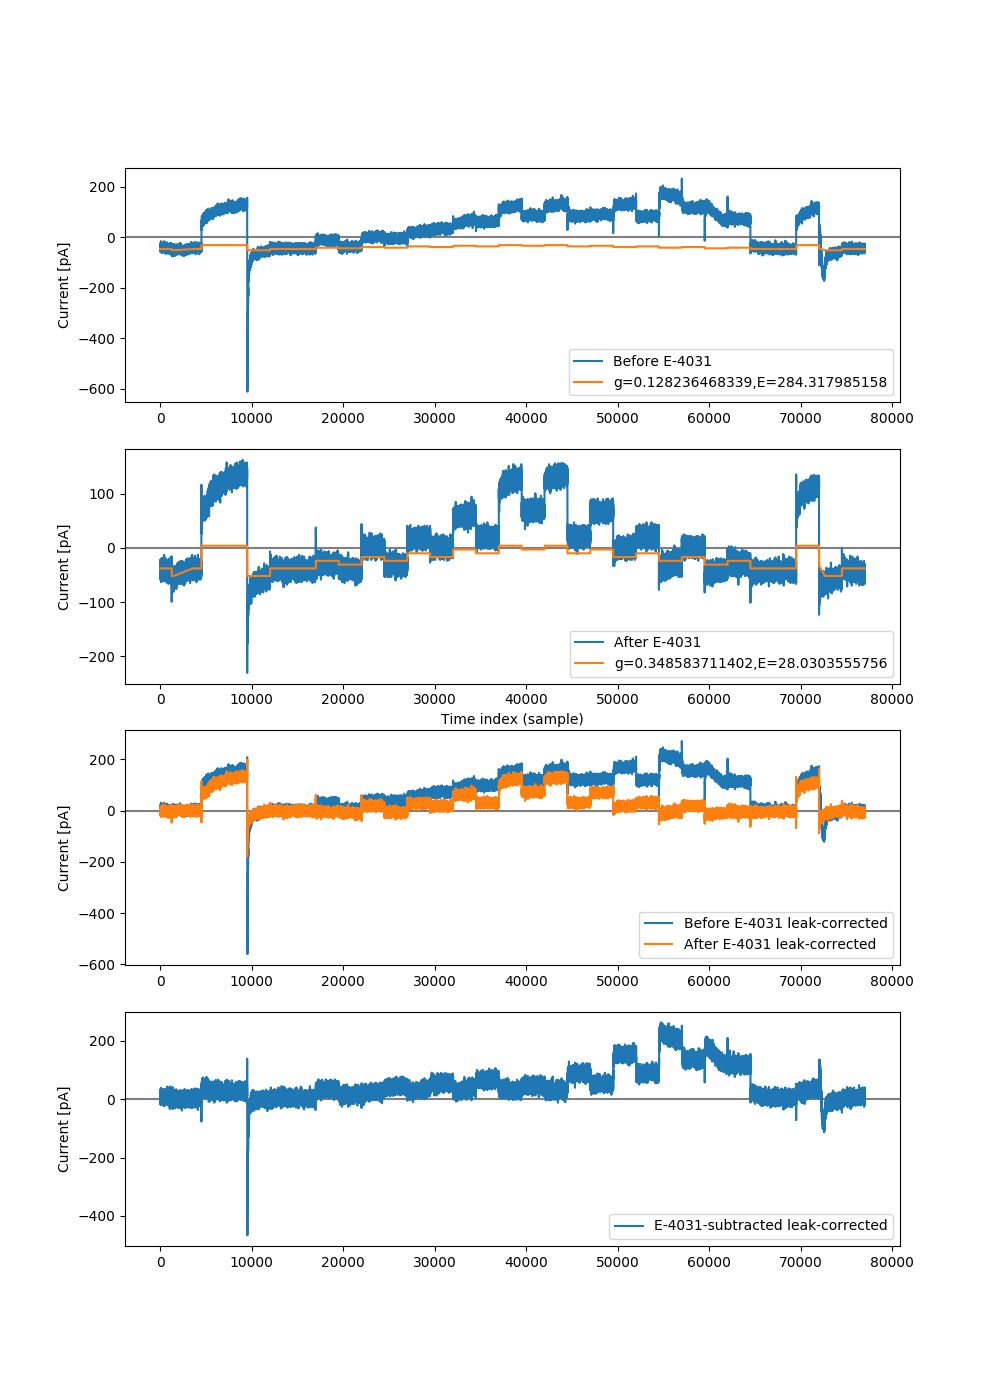 200
0
−200
−400
−600
Current [pA]
Before E-4031
g=0.128236468339,E=284.317985158
0 10000 20000 30000 40000 50000 60000 70000 80000
100
0
−100
−200
Current [pA]
After E-4031
g=0.348583711402,E=28.0303555756
0 10000 20000 30000 40000 50000 60000 70000 80000
Time index (sample)
200
0
−200
−400
−600
Current [pA]
Before E-4031 leak-corrected
After E-4031 leak-corrected
0 10000 20000 30000 40000 50000 60000 70000 80000
200
0
−200
−400
Current [pA]
E-4031-subtracted leak-corrected
0 10000 20000 30000 40000 50000 60000 70000 80000